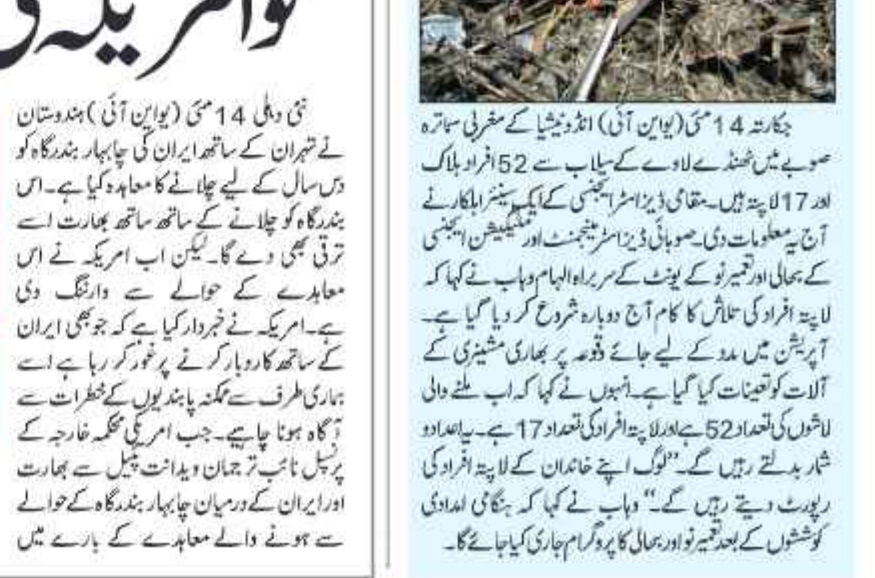 جکارتہ 14 مئی (یو این آئی) انڈونیشیا کے مغربی سماترہ
صوبے میں ٹھنڈے لاوے کے سیلاب سے 52 افراد ہلاک
اور 17 لا پتہ ہیں۔ مقامی ڈیزاسٹر ایجنسی کے ایک سینئر اہلکار نے
آج یہ معلومات دی۔ صوبائی ڈیزاسٹر مینجمنٹ اور مٹیگیشن ایجنسی
کے بحالی اور تعمیر نو کے یونٹ کے سربراہ الہام وہاب نے کہا کہ
لا پتہ افراد کی تلاش کا کام آج دوبارہ شروع کر دیا گیا ہے۔
آپریشن میں مدد کے لیے جائے وقوعہ پر بھاری مشینری کے
آلات کو تعینات کیا گیا ہے۔ انہوں نے کہا کہ اب ملنے والی
لاشوں کی تعداد 52 ہے اور لا پتہ افراد کی تعداد 17 ہے۔ یہ اعداد و
شمار بدلتے رہیں گے۔ ”لوگ اپنے خاندان کے لا پتہ افراد کی
رپورٹ دیتے رہیں گے۔“ وہاب نے کہا کہ ہنگامی امدادی
کوششوں کے بعد تعمیر نو اور بحالی کا پروگرام جاری کیا جائے گا۔
تو امریکہ کی
نئی دہلی 14 مئی (یو این آئی) ہندوستان
نے تہران کے ساتھ ایران کی چابہار بندرگاہ کو
دس سال کے لیے چلانے کا معاہدہ کیا ہے۔ اس
بندرگاہ کو چلانے کے ساتھ ساتھ بھارت اسے
ترقی بھی دے گا۔ لیکن اب امریکہ نے اس
معاہدے کے حوالے سے وارننگ دی
ہے۔ امریکہ نے خبردار کیا ہے کہ جو بھی ایران
کے ساتھ کاروبار کرنے پر غور کر رہا ہے اسے
ہماری طرف سے ممکنہ پابندیوں کے خطرات سے
آگاہ ہونا چاہیے۔ جب امریکی محکمہ خارجہ کے
پرنسپل نائب ترجمان ویدانت پٹیل سے بھارت
اور ایران کے درمیان چابہار بندرگاہ کے حوالے
سے ہونے والے معاہدے کے بارے میں